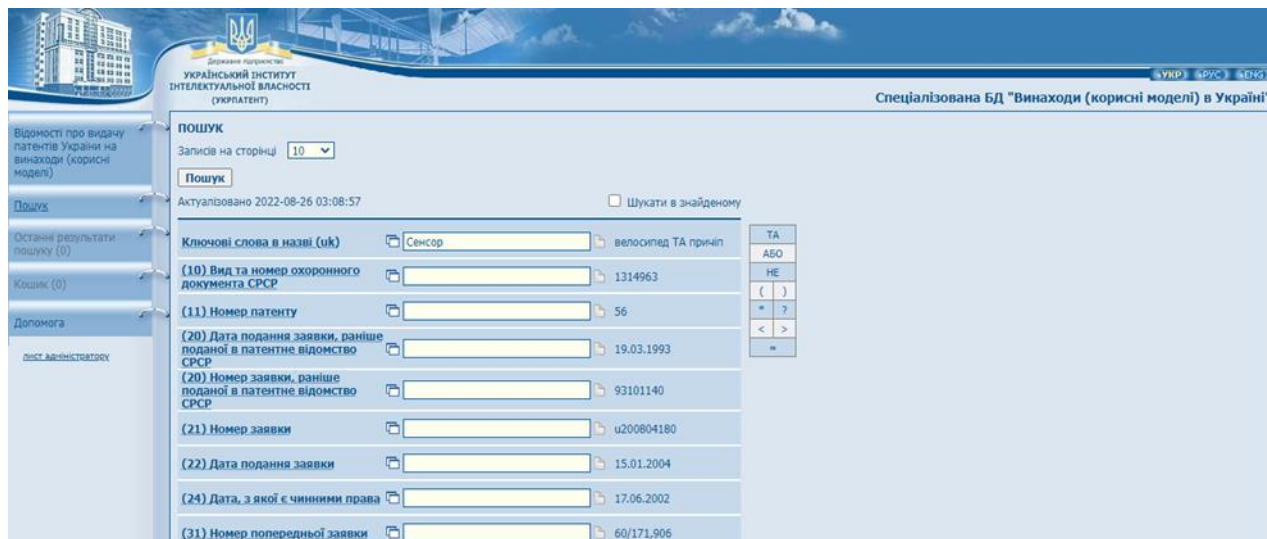 Державне підприємство
УКРАЇНСЬКИЙ ІНСТИТУТ
ІНТЕЛЕКТУАЛЬНОЇ ВЛАСНОСТІ
(УКРПАТЕНТ)
УКР РУС ENG
Спеціалізована БД "Винаходи (корисні моделі) в Україні"
Відомості про видачу
патентів України на
винаходи (корисні
моделі)
Пошук
Останні результати
пошуку (0)
Кошик (0)
Допомога
лист адміністратору
ПОШУК
Записів на сторінці 10
Пошук
Актуалізовано 2022-08-26 03:08:57
Шукати в знайденому
Ключові слова в назві (uk) Сенсор велосипед ТА причіп
(10) Вид та номер охоронного
документа СРСР 1314963
(11) Номер патенту 56
(20) Дата подання заявки, раніше
поданої в патентне відомство
СРСР 19.03.1993
(20) Номер заявки, раніше
поданої в патентне відомство
СРСР 93101140
(21) Номер заявки u200804180
(22) Дата подання заявки 15.01.2004
(24) Дата, з якої є чинними права 17.06.2002
(31) Номер попередньої заявки 60/171,906
ТА
АБО
НЕ
( )
* ?
< >
=